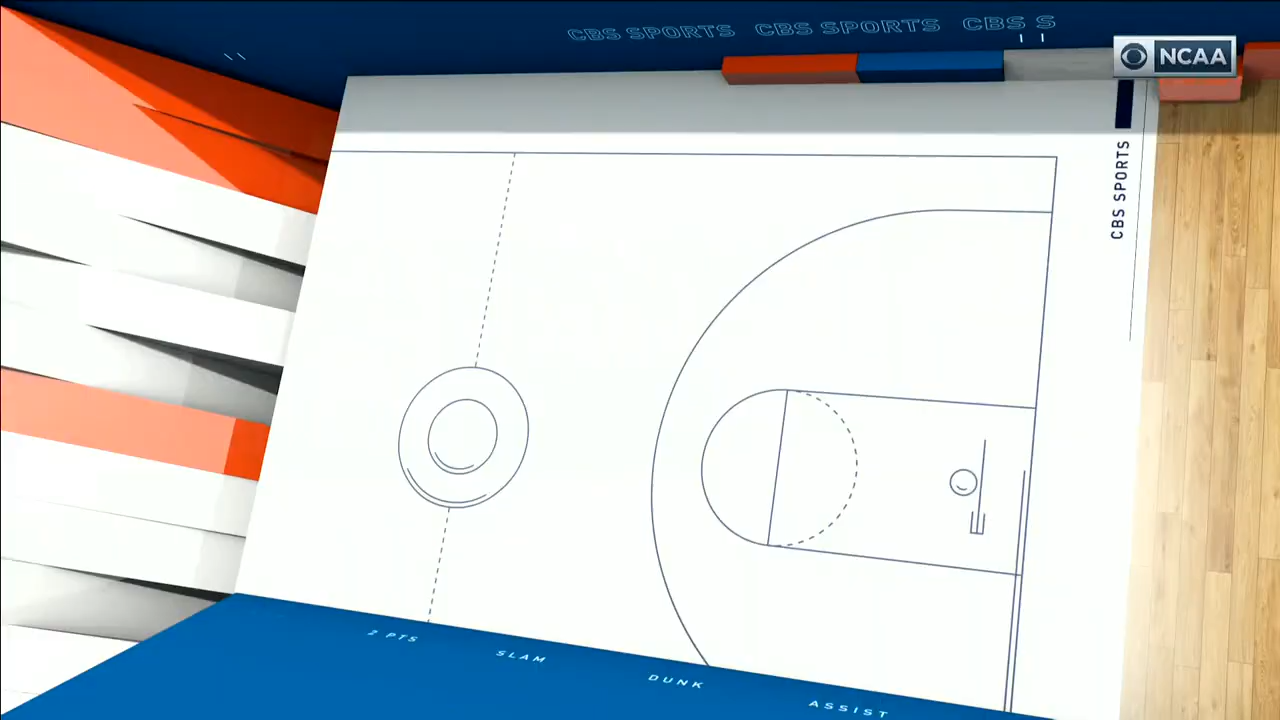 CBS SPORTS CBS SPORTS CBS S
NCAA
CBS SPORTS
2 PTS
SLAM
DUNK
ASSIST